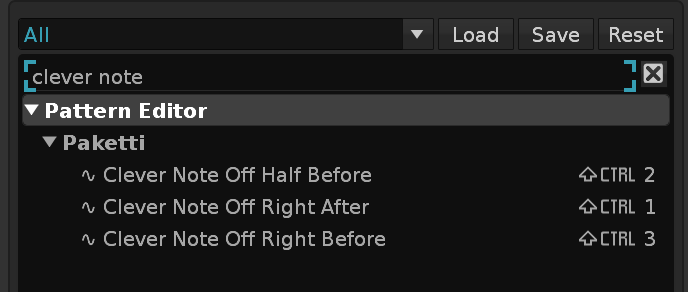 All Load Save Reset
clever note
Pattern Editor
Paketti
Clever Note Off Half Before CTRL 2
Clever Note Off Right After CTRL 1
Clever Note Off Right Before CTRL 3